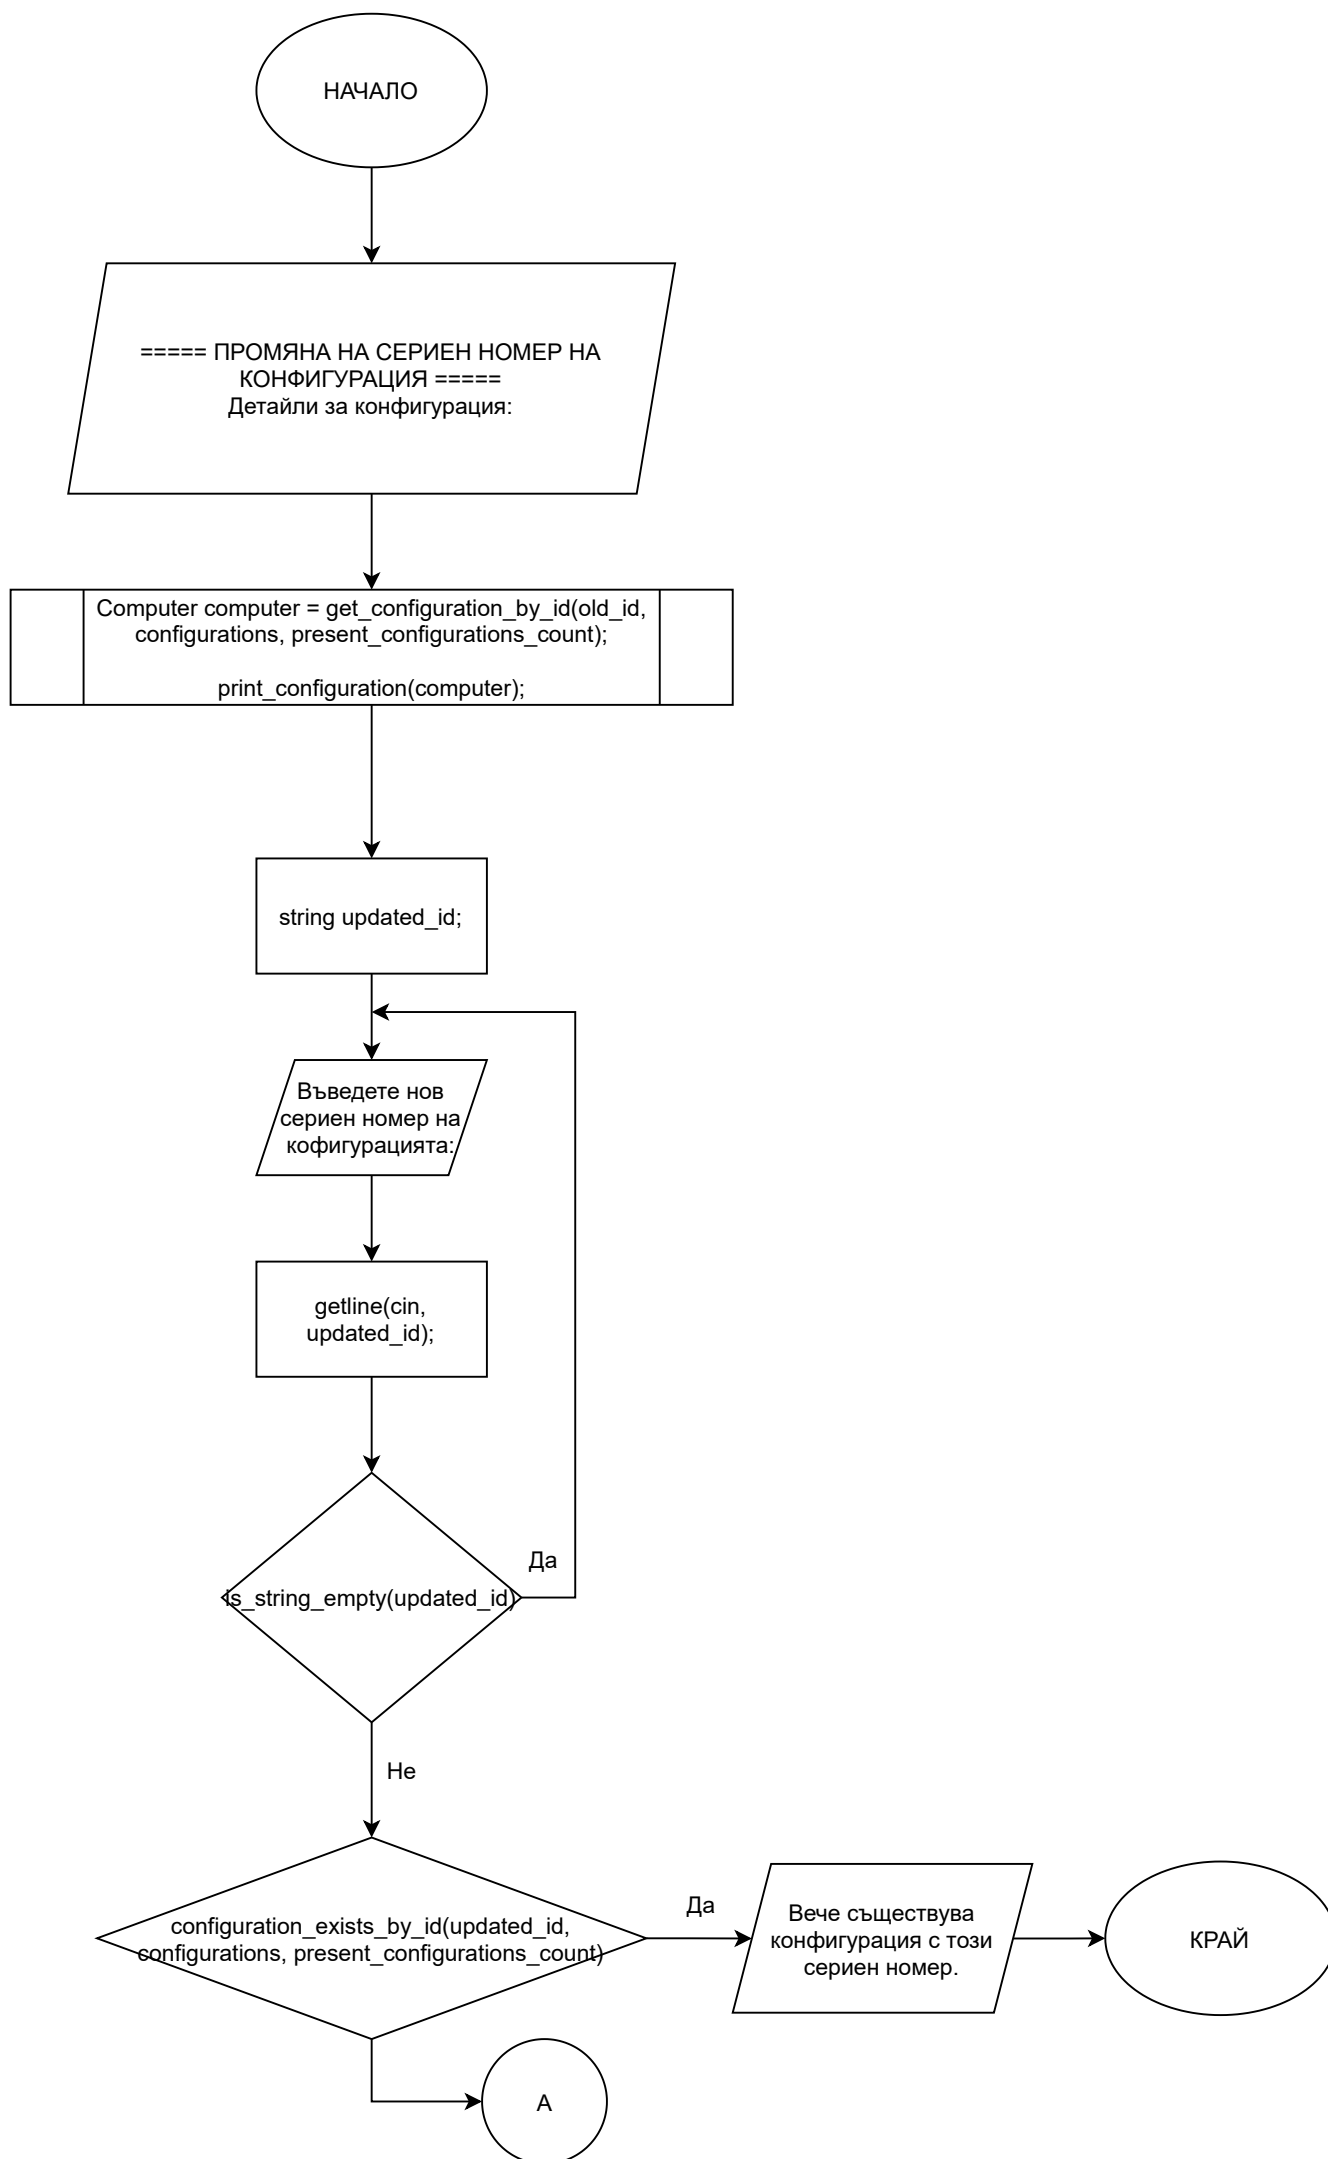 НАЧАЛО
===== ПРОМЯНА НА СЕРИЕН НОМЕР НА
КОНФИГУРАЦИЯ =====
Детайли за конфигурация:
Computer computer = get_configuration_by_id(old_id,
configurations, present_configurations_count);
print_configuration(computer);
string updated_id;
Въведете нов
сериен номер на
кофигурацията:
getline(cin,
updated_id);
Да
is_string_empty(updated_id)
Не
configuration_exists_by_id(updated_id,
configurations, present_configurations_count)
Да
Вече съществува
конфигурация с този
сериен номер.
КРАЙ
A